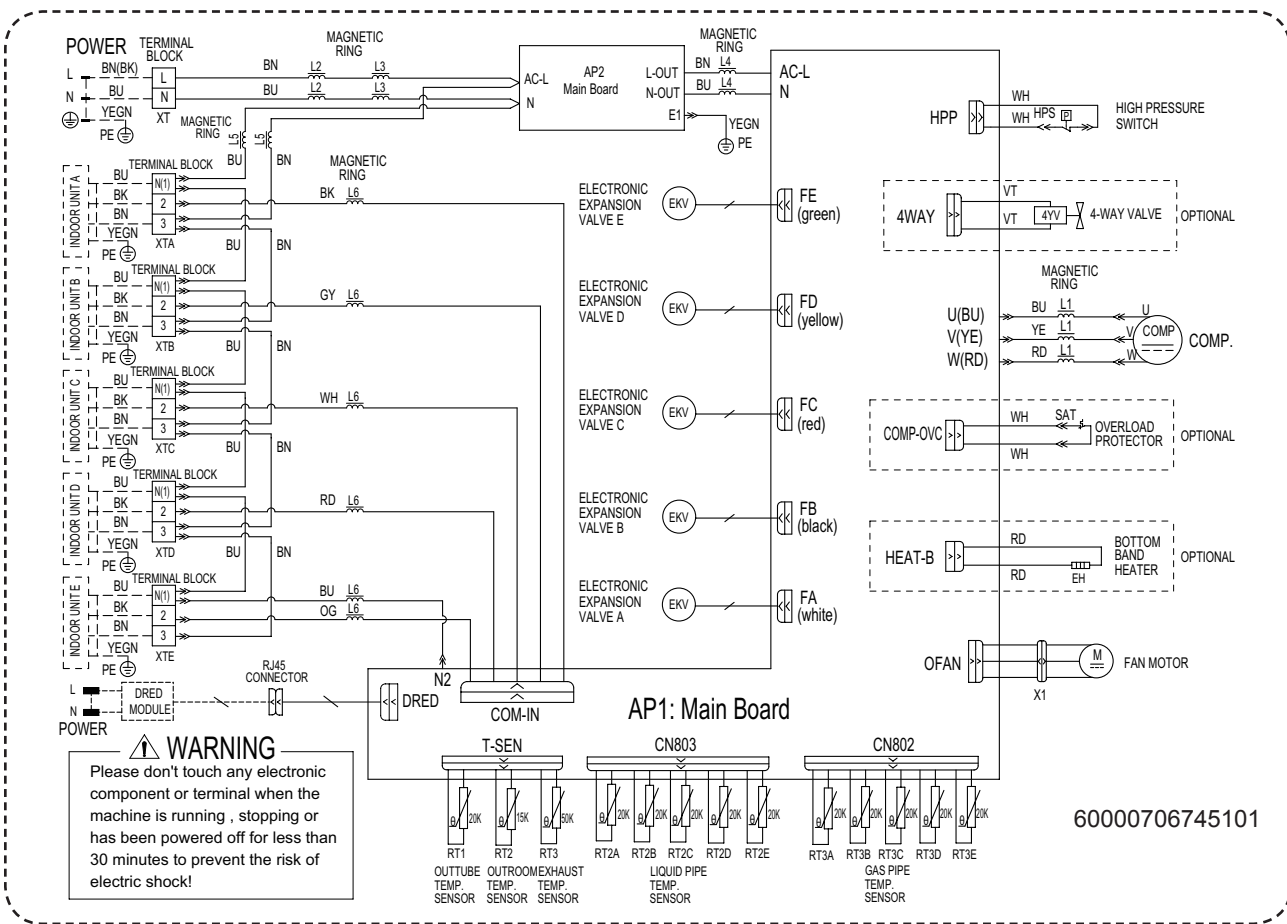 POWER
TERMINAL
BLOCK
L
BN(BK)
L
N
BU
N
YEGN
XT
PE
BN
L2
L3
BU
L2
L3
MAGNETIC
RING
MAGNETIC
RING
L5
L5
BU
BN
AC-L
N
AP2
Main Board
L-OUT
N-OUT
E1
YEGN
PE
MAGNETIC
RING
BN
L4
BU
L4
AC-L
N
INDOOR UNIT A
TERMINAL BLOCK
BU
N(1)
BK
2
BN
3
YEGN
XTA
PE
BU
BN
MAGNETIC
RING
BK
L6
INDOOR UNIT B
TERMINAL BLOCK
BU
N(1)
BK
2
BN
3
YEGN
XTB
PE
BU
BN
GY
L6
INDOOR UNIT C
TERMINAL BLOCK
BU
N(1)
BK
2
BN
3
YEGN
XTC
PE
BU
BN
WH
L6
INDOOR UNIT D
TERMINAL BLOCK
BU
N(1)
BK
2
BN
3
YEGN
XTD
PE
BU
BN
RD
L6
INDOOR UNIT E
TERMINAL BLOCK
BU
N(1)
BK
2
BN
3
YEGN
XTE
PE
BU
L6
OG
L6
L
N
POWER
DRED
MODULE
RJ45
CONNECTOR
DRED
N2
COM-IN
ELECTRONIC
EXPANSION
VALVE E
EKV
FE
(green)
ELECTRONIC
EXPANSION
VALVE D
EKV
FD
(yellow)
ELECTRONIC
EXPANSION
VALVE C
EKV
FC
(red)
ELECTRONIC
EXPANSION
VALVE B
EKV
FB
(black)
ELECTRONIC
EXPANSION
VALVE A
EKV
FA
(white)
AP1: Main Board
HPP
WH
WH
HPS
P
HIGH PRESSURE
SWITCH
4WAY
VT
VT
4YV
4-WAY VALVE
OPTIONAL
MAGNETIC
RING
U(BU)
BU
L1
U
V(YE)
YE
L1
V
W(RD)
RD
L1
W
COMP
COMP.
COMP-OVC
WH
SAT
WH
OVERLOAD
PROTECTOR
OPTIONAL
HEAT-B
RD
RD
EH
BOTTOM
BAND
HEATER
OPTIONAL
OFAN
X1
M
FAN MOTOR
WARNING
Please don't touch any electronic
component or terminal when the
machine is running , stopping or
has been powered off for less than
30 minutes to prevent the risk of
electric shock!
T-SEN
θ
20K
θ
15K
θ
50K
RT1
RT2
RT3
OUTTUBE
TEMP.
SENSOR
OUTROOM
TEMP.
SENSOR
EXHAUST
TEMP.
SENSOR
CN803
θ
20K
θ
20K
θ
20K
θ
20K
θ
20K
RT2A
RT2B
RT2C
RT2D
RT2E
LIQUID PIPE
TEMP.
SENSOR
CN802
θ
20K
θ
20K
θ
20K
θ
20K
θ
20K
RT3A
RT3B
RT3C
RT3D
RT3E
GAS PIPE
TEMP.
SENSOR
60000706745101